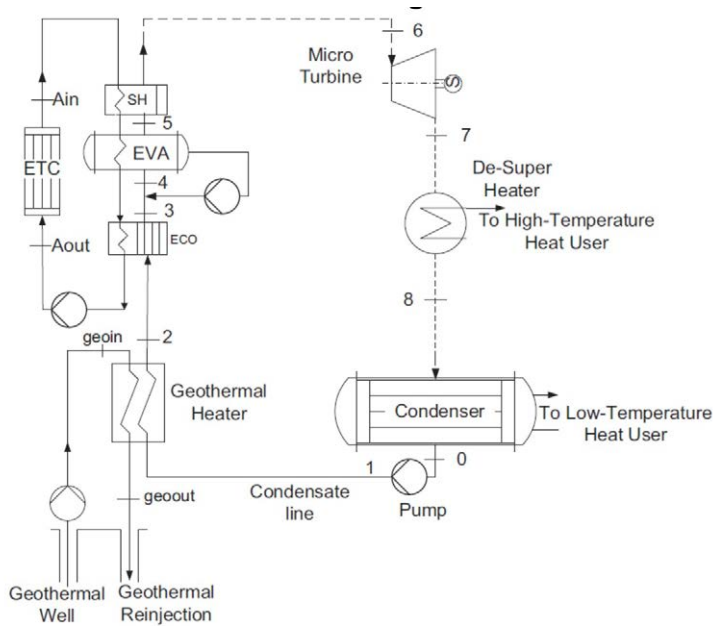 6
Micro
Turbine
S
Ain
SH
5
7
EVA
ETC
De-Super
Heater
4
3
To High-Temperature
Heat User
Aout
ECO
8
geoin
2
Geothermal
Heater
Condenser
To Low-Temperature
Heat User
1
0
geoout
Condensate
line
Pump
Geothermal
Well
Geothermal
Reinjection